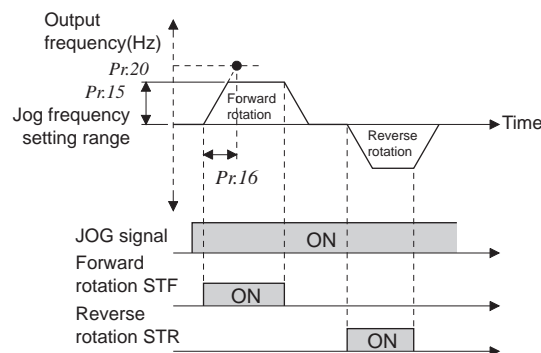 Output
frequency(Hz)
Pr.20
Pr.15
Jog frequency
setting range
Forward
rotation
Reverse
rotation
Time
Pr.16
JOG signal
ON
Forward
rotation STF
ON
Reverse
rotation STR
ON